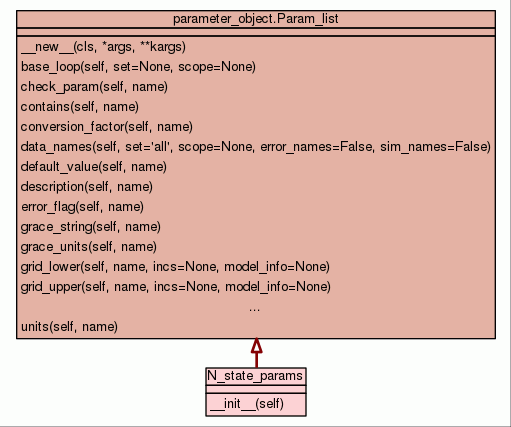 parameter_object.Param_list
__new__(cls, *args, **kargs)
base_loop(self, set=None, scope=None)
check_param(self, name)
contains(self, name)
conversion_factor(self, name)
data_names(self, set='all', scope=None, error_names=False, sim_names=False)
default_value(self, name)
description(self, name)
error_flag(self, name)
grace_string(self, name)
grace_units(self, name)
grid_lower(self, name, incs=None, model_info=None)
grid_upper(self, name, incs=None, model_info=None)
...
units(self, name)
N_state_params
__init__(self)